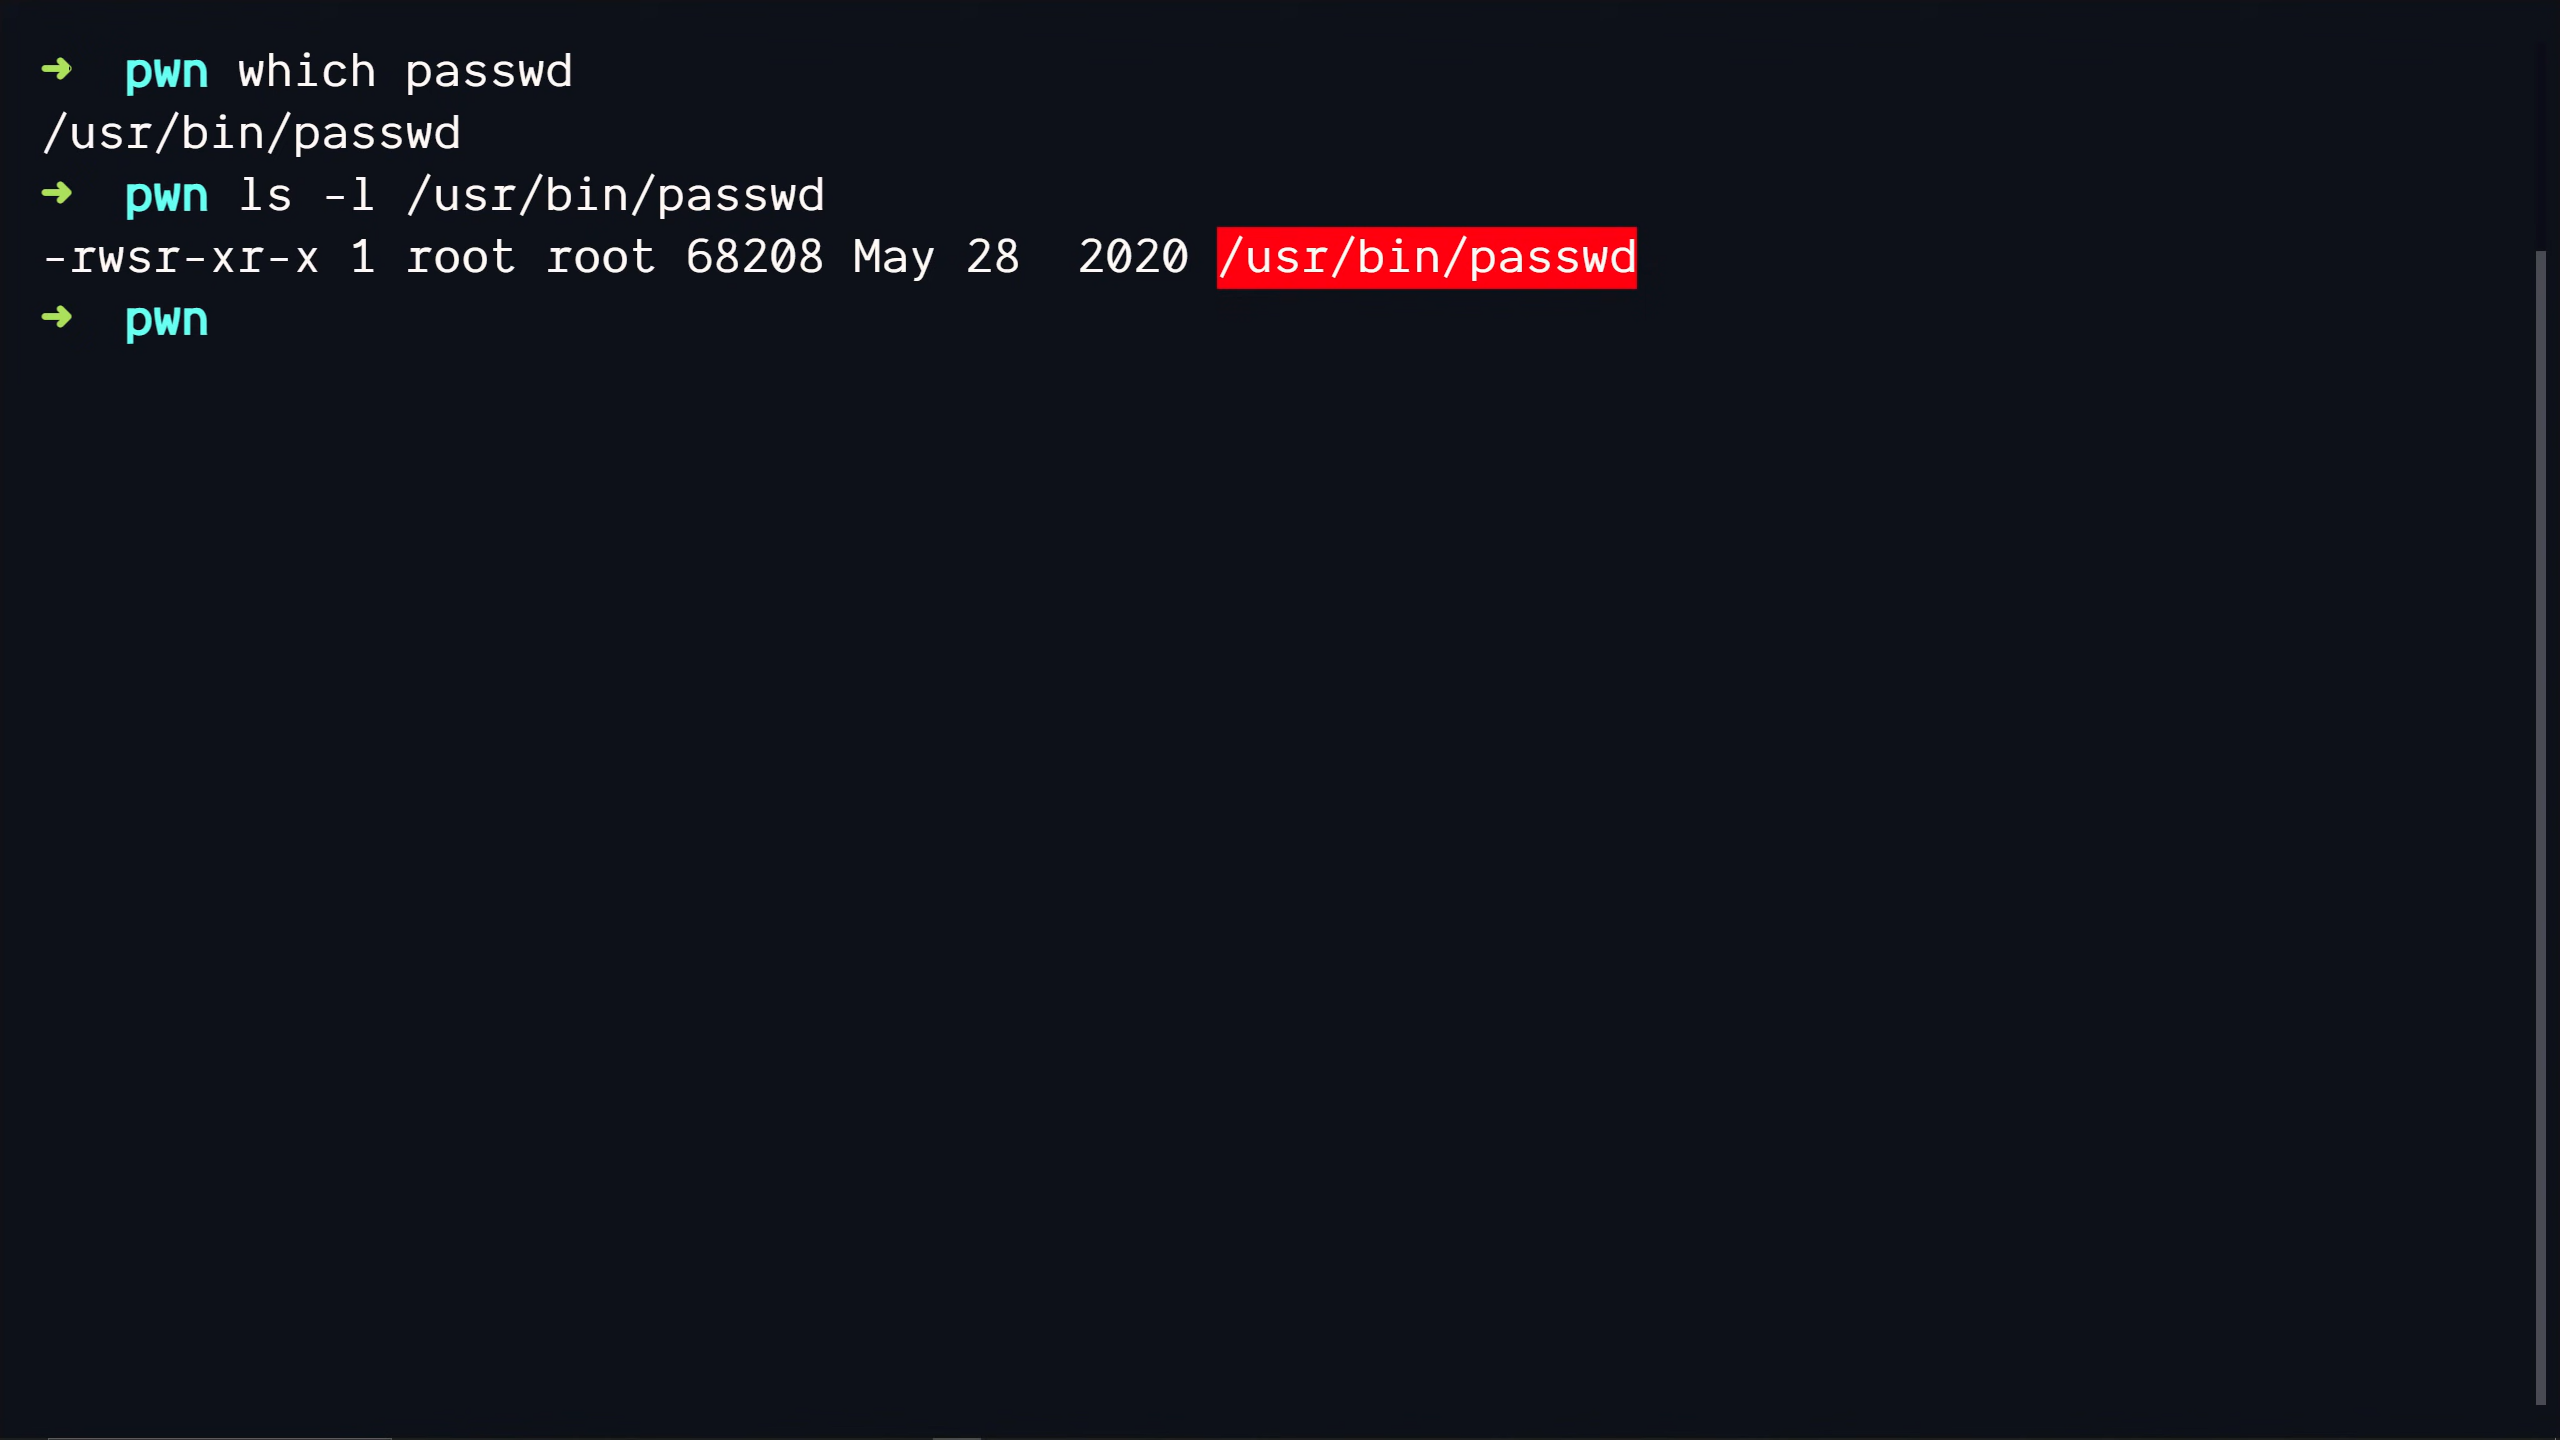 ➜  pwn which passwd
/usr/bin/passwd
➜  pwn ls -l /usr/bin/passwd
-rwsr-xr-x 1 root root 68208 May 28  2020 /usr/bin/passwd
➜  pwn